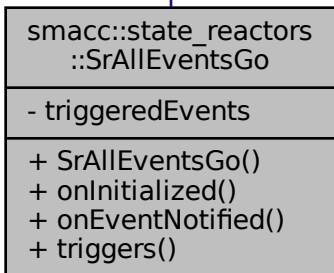 smacc::state_reactors
::SrAllEventsGo
- triggeredEvents
+ SrAllEventsGo()
+ onInitialized()
+ onEventNotified()
+ triggers()